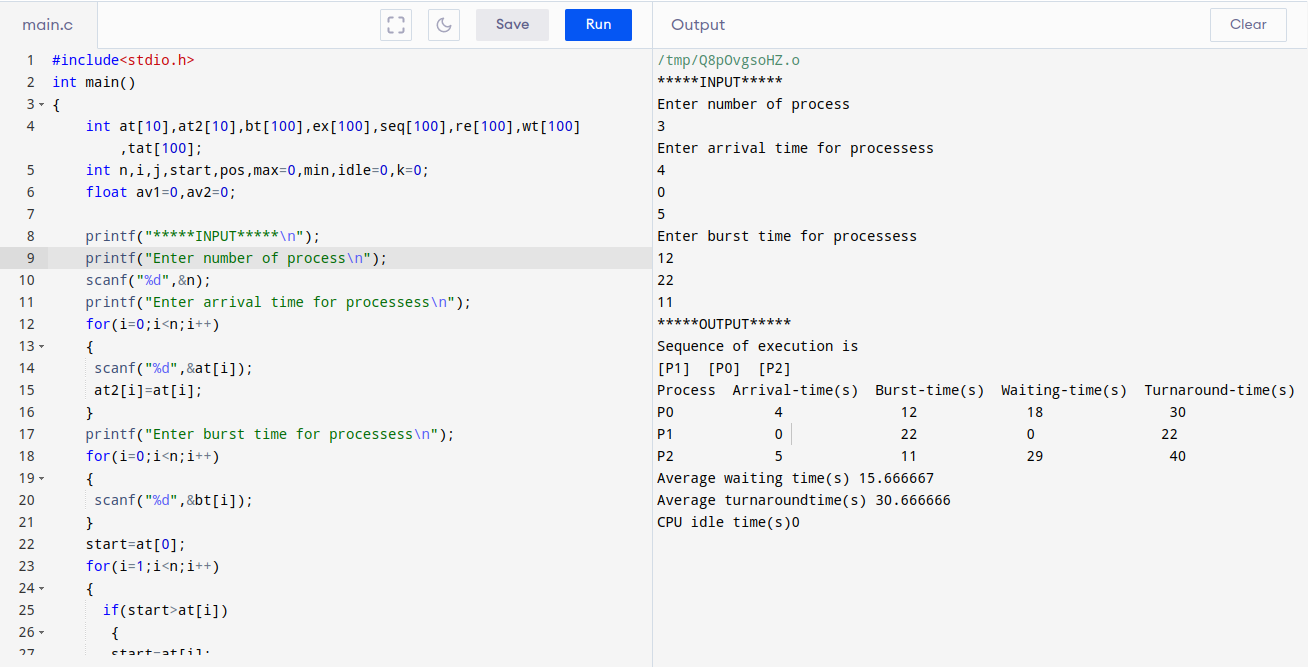 main.c
Save
Run
Output
Clear
1 #include<stdio.h>
2 int main()
3 {
4 int at[10],at2[10],bt[100],ex[100],seq[100],re[100],wt[100]
,tat[100];
5 int n,i,j,start,pos,max=0,min,idle=0,k=0;
6 float av1=0,av2=0;
7
8 printf("*****INPUT*****\n");
9 printf("Enter number of process\n");
10 scanf("%d",&n);
11 printf("Enter arrival time for processess\n");
12 for(i=0;i<n;i++)
13 {
14 scanf("%d",&at[i]);
15 at2[i]=at[i];
16 }
17 printf("Enter burst time for processess\n");
18 for(i=0;i<n;i++)
19 {
20 scanf("%d",&bt[i]);
21 }
22 start=at[0];
23 for(i=1;i<n;i++)
24 {
25 if(start>at[i])
26 {
27 start=at[i];
/tmp/Q8pOvgsoHZ.o
*****INPUT*****
Enter number of process
3
Enter arrival time for processess
4
0
5
Enter burst time for processess
12
22
11
*****OUTPUT*****
Sequence of execution is
[P1] [P0] [P2]
Process Arrival-time(s) Burst-time(s) Waiting-time(s) Turnaround-time(s)
P0 4 12 18 30
P1 0 22 0 22
P2 5 11 29 40
Average waiting time(s) 15.666667
Average turnaroundtime(s) 30.666666
CPU idle time(s)0